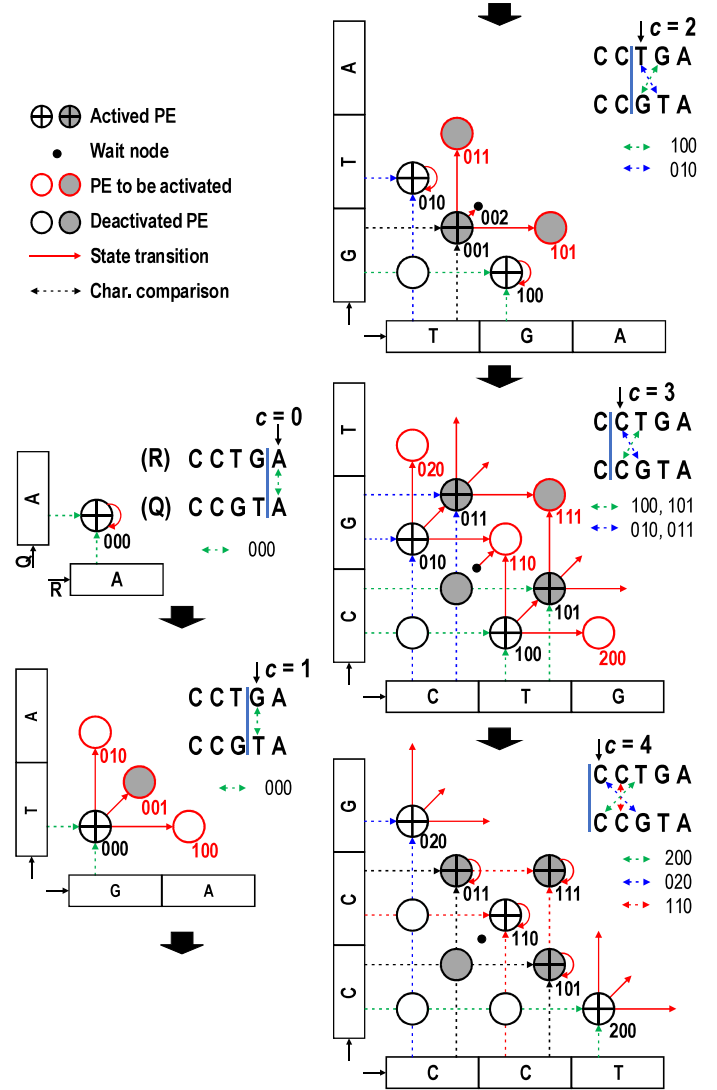 Actived PE
Wait node
PE to be activated
Deactivated PE
State transition
Char. comparison
c = 0
(R) C C T G A
(Q) C C G T A
000
A
000
Q
R
A
c = 1
C C T G A
C C G T A
000
A
T
010
001
000
100
G A
c = 2
C C T G A
C C G T A
100
010
A
T
G
011
010
002
001
101
100
T G A
c = 3
C C T G A
C C G T A
100, 101
010, 011
T
G
C
020
011
111
010
110
101
100
200
C T G
c = 4
C C T G A
C C G T A
200
020
110
G
C
C
020
011
111
110
101
200
C C T